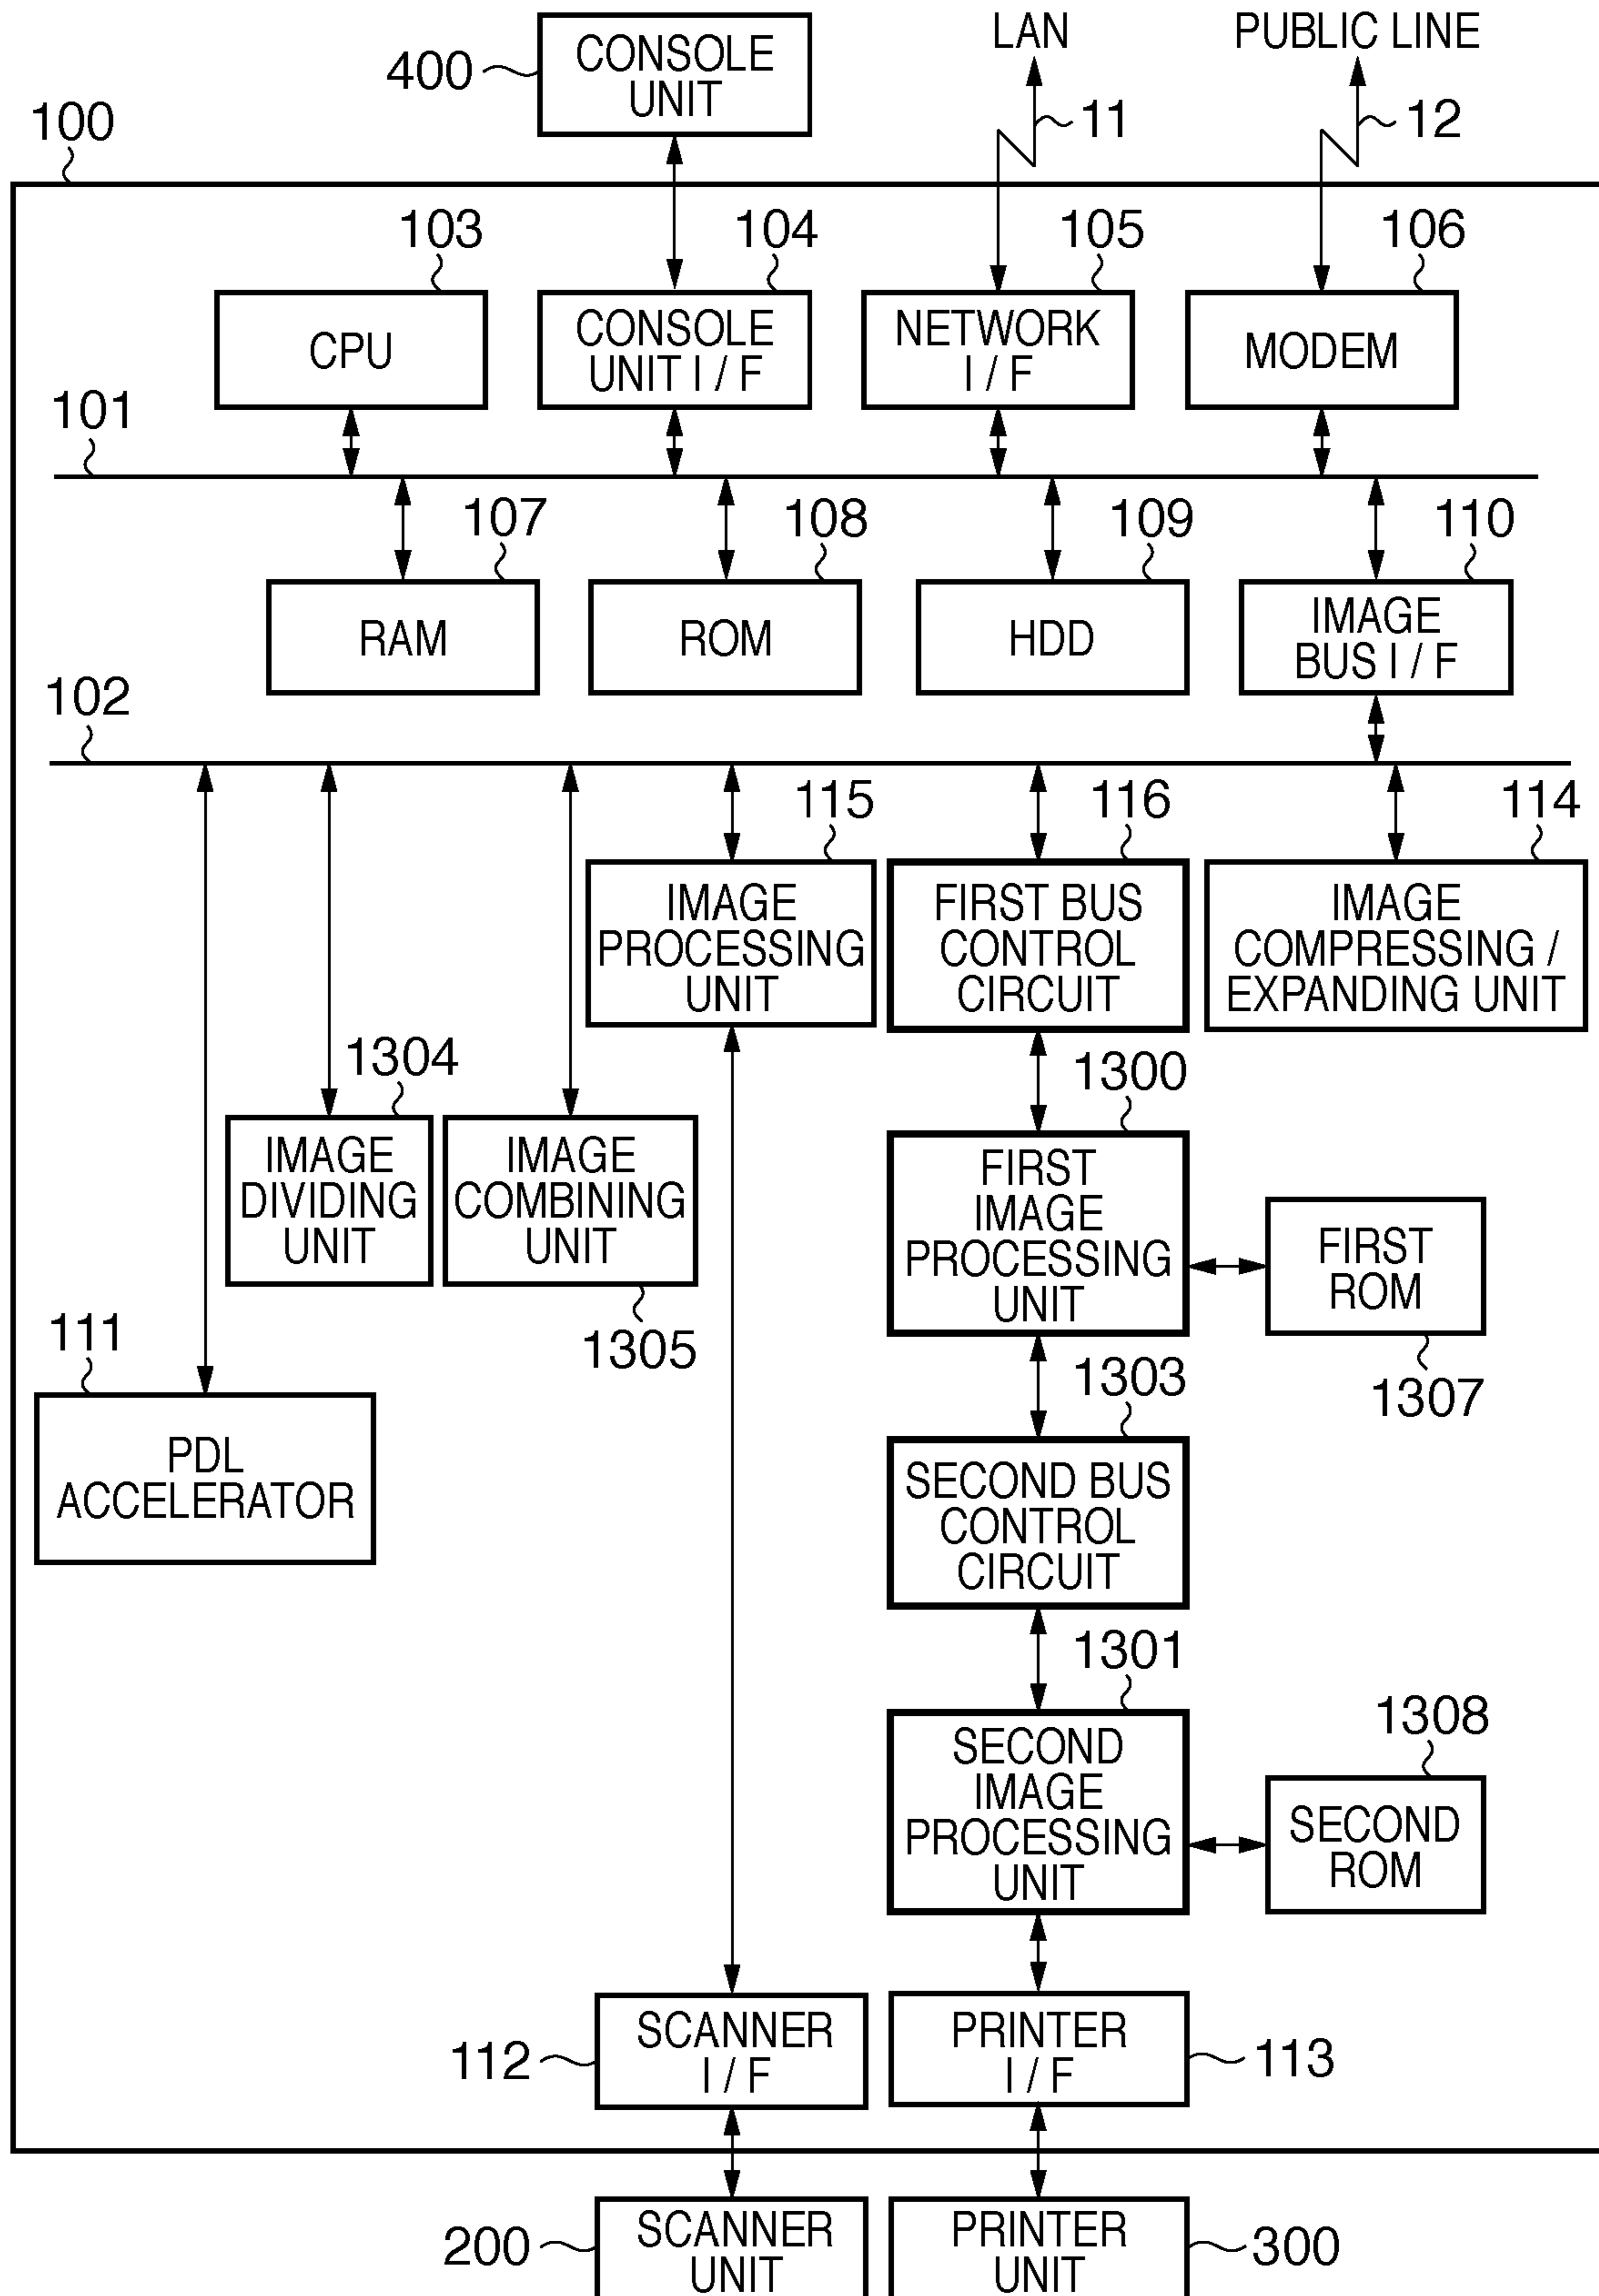 CONSOLE
UNIT
400
LAN
PUBLIC LINE
11
12
100
103
104
105
106
CPU
CONSOLE
UNIT I / F
NETWORK
I / F
MODEM
101
107
108
109
110
RAM
ROM
HDD
IMAGE
BUS I / F
102
115
116
114
IMAGE
PROCESSING
UNIT
FIRST BUS
CONTROL
CIRCUIT
IMAGE
COMPRESSING /
EXPANDING UNIT
1304
1300
IMAGE
DIVIDING
UNIT
IMAGE
COMBINING
UNIT
FIRST
IMAGE
PROCESSING
UNIT
FIRST
ROM
111
1305
1303
1307
PDL
ACCELERATOR
SECOND BUS
CONTROL
CIRCUIT
1301
1308
SECOND
IMAGE
PROCESSING
UNIT
SECOND
ROM
112
SCANNER
I / F
PRINTER
I / F
113
200
SCANNER
UNIT
PRINTER
UNIT
300